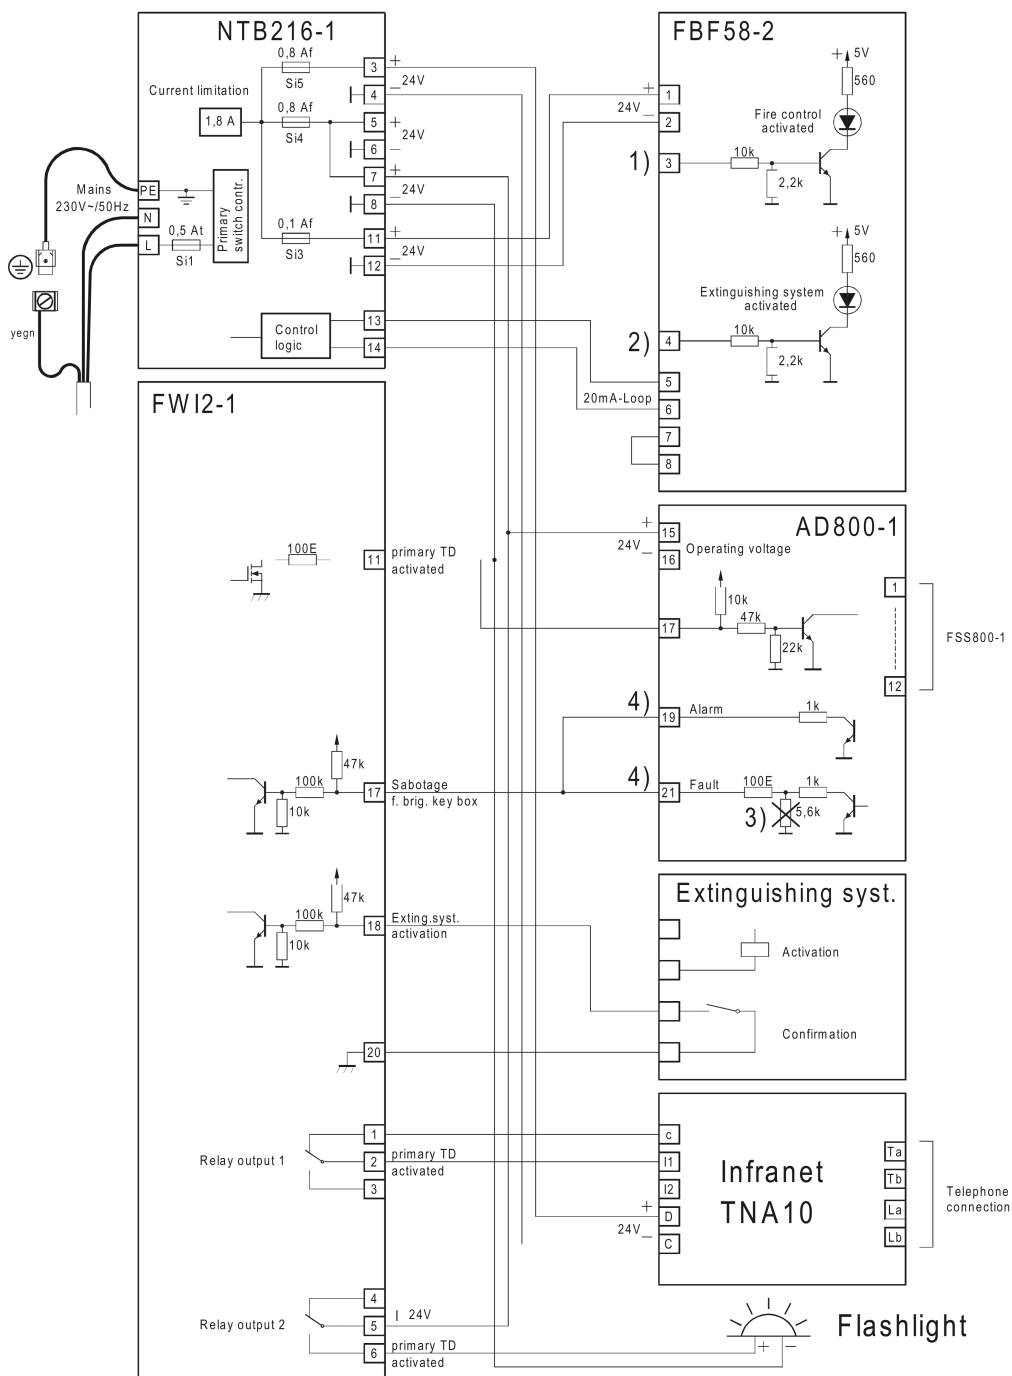 NTB216-1
0,8 Af
Si5
3
+
24V
4
–
Current limitation
1,8 A
0,8 Af
Si4
5
+
24V
6
–
7
+
24V
8
–
0,1 Af
Si3
11
+
24V
12
–
Mains
230V~/50Hz
PE
N
L
0,5 At
Si1
Primary
switch contr.
yegn
Control
logic
13
14
FBF58-2
+
24V
–
1
2
1)
3
10k
2,2k
Fire control
activated
+ 5V
560
2)
4
10k
2,2k
Extinguishing system
activated
+ 5V
560
5
20mA-Loop
6
7
8
FWI2-1
100E
11
primary TD
activated
47k
100k
10k
17
Sabotage
f. brig. key box
47k
100k
10k
18
Exting.syst.
activation
20
Relay output 1
1
2
3
primary TD
activated
Relay output 2
4
5
6
24V
primary TD
activated
AD800-1
+
24V
–
15
16
Operating voltage
17
10k
47k
22k
1
12
FSS800-1
4)
19
Alarm
1k
4)
21
Fault
100E
1k
3)
5,6k
Extinguishing syst.
Activation
Confirmation
Infranet
TNA10
c
I1
I2
+
24V
–
D
C
Ta
Tb
La
Lb
Telephone
connection
+ –
Flashlight